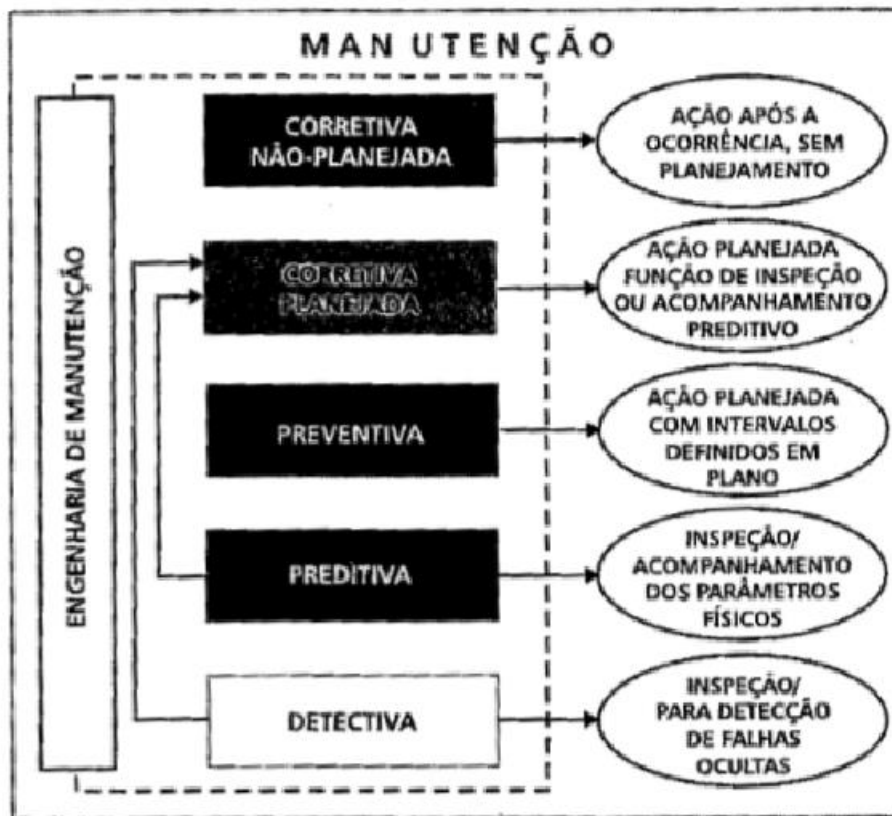 MANUTENÇÃO
ENGENHARIA DE MANUTENÇÃO
CORRETIVA
NÃO-PLANEJADA
AÇÃO APÓS A
OCORRÊNCIA, SEM
PLANEJAMENTO
CORRETIVA
PLANEJADA
AÇÃO PLANEJADA
FUNÇÃO DE INSPEÇÃO
OU ACOMPANHAMENTO
PREDITIVO
PREVENTIVA
AÇÃO PLANEJADA
COM INTERVALOS
DEFINIDOS EM
PLANO
PREDITIVA
INSPEÇÃO/
ACOMPANHAMENTO
DOS PARÂMETROS
FÍSICOS
DETECTIVA
INSPEÇÃO/
PARA DETECÇÃO
DE FALHAS
OCULTAS